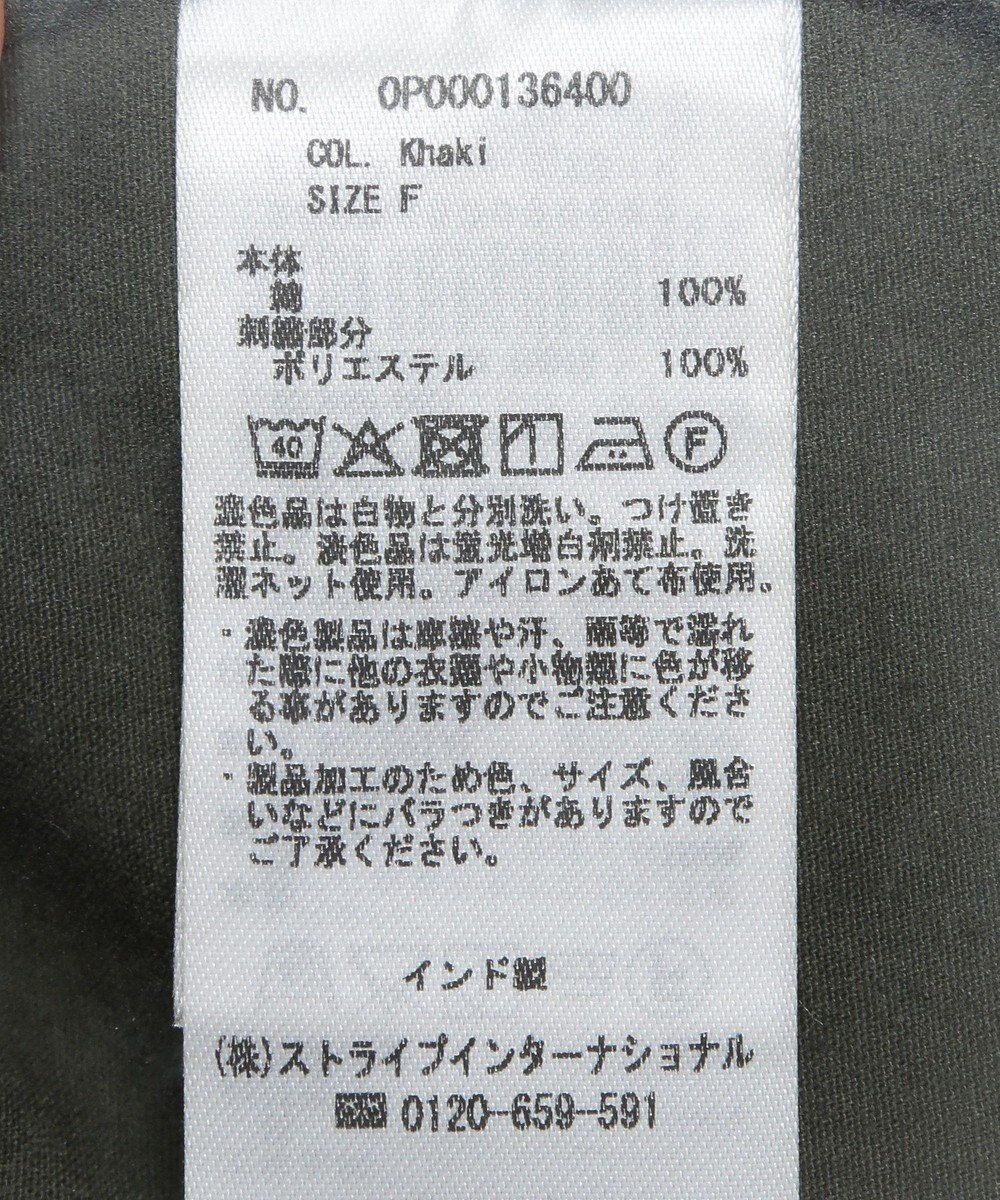 NO. OP000136400
COL. Khaki
SIZE F
本体
綿 100%
刺繍部分
ポリエステル 100%
40 F
濃色品は白物と分別洗い。つけ置き
禁止。淡色品は蛍光増白剤禁止。洗
濯ネット使用。アイロンあて布使用。
・濃色製品は摩擦や汗、雨等で濡れ
た際に他の衣類や小物類に色が移
る事がありますのでご注意くださ
い。
・製品加工のため色、サイズ、風合
いなどにバラつきがありますので
ご了承ください。
インド製
(株)ストライプインターナショナル
0120-659-591